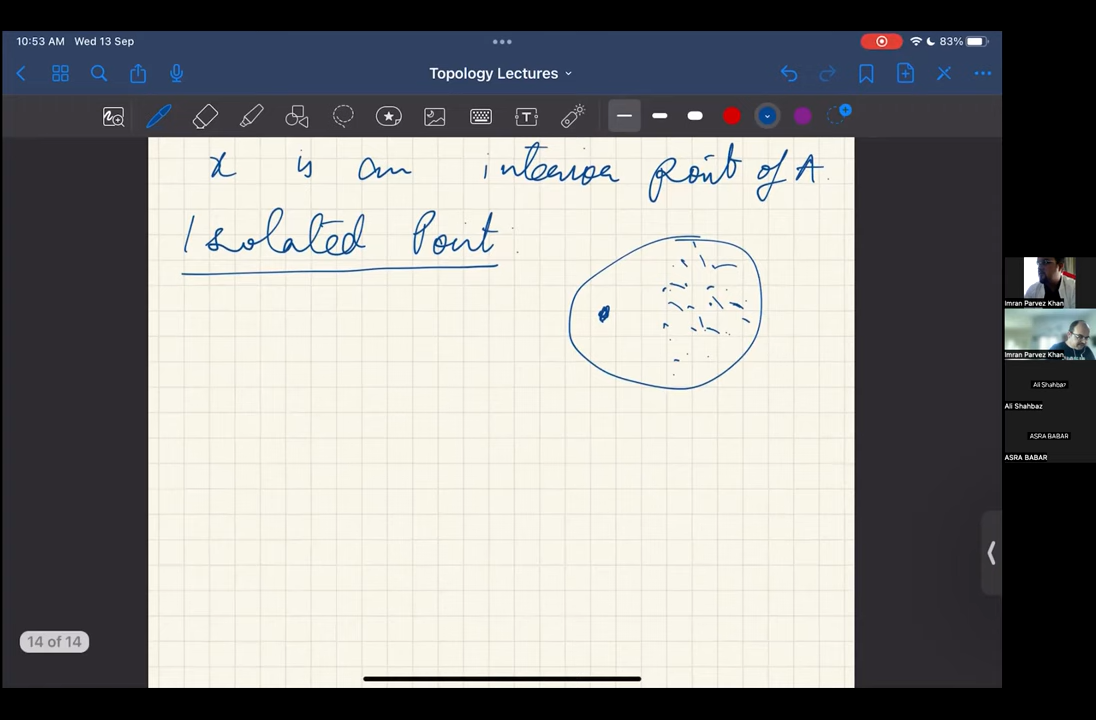 10:53 AM Wed 13 Sep
83%
Topology Lectures
x is an interior point of A.
Isolated Point :
14 of 14
Imran Parvez Khan
Imran Parvez Khan
Ali Shahbaz
Ali Shahbaz
ASRA BABAR
ASRA BABAR